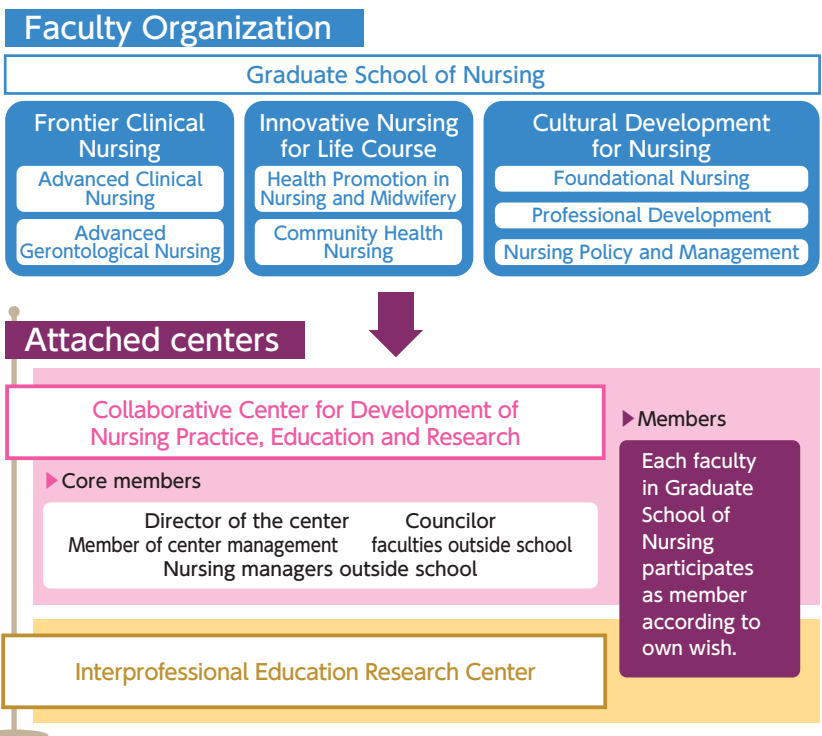 Faculty Organization
Graduate School of Nursing
Frontier Clinical
Nursing
Advanced Clinical
Nursing
Advanced
Gerontological Nursing
Innovative Nursing
for Life Course
Health Promotion in
Nursing and Midwifery
Community Health
Nursing
Cultural Development
for Nursing
Foundational Nursing
Professional Development
Nursing Policy and Management
Attached centers
Collaborative Center for Development of
Nursing Practice, Education and Research
Core members
Director of the center Councilor
Member of center management faculties outside school
Nursing managers outside school
Members
Each faculty
in Graduate
School of
Nursing
participates
as member
according to
own wish.
Interprofessional Education Research Center